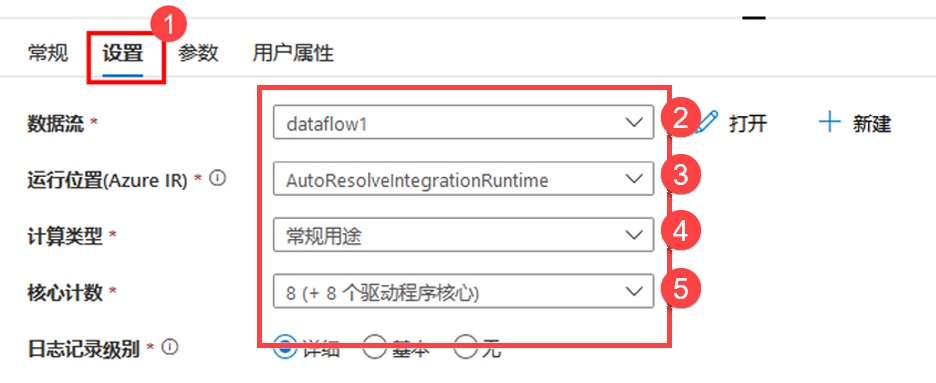 1
常规 设置 参数 用户属性
数据流 * dataflow1 2 打开 新建
运行位置(Azure IR) * AutoResolveIntegrationRuntime 3
计算类型 * 常规用途 4
核心计数 * 8 (+ 8 个驱动程序核心) 5
日志记录级别 * 详细 基本 无